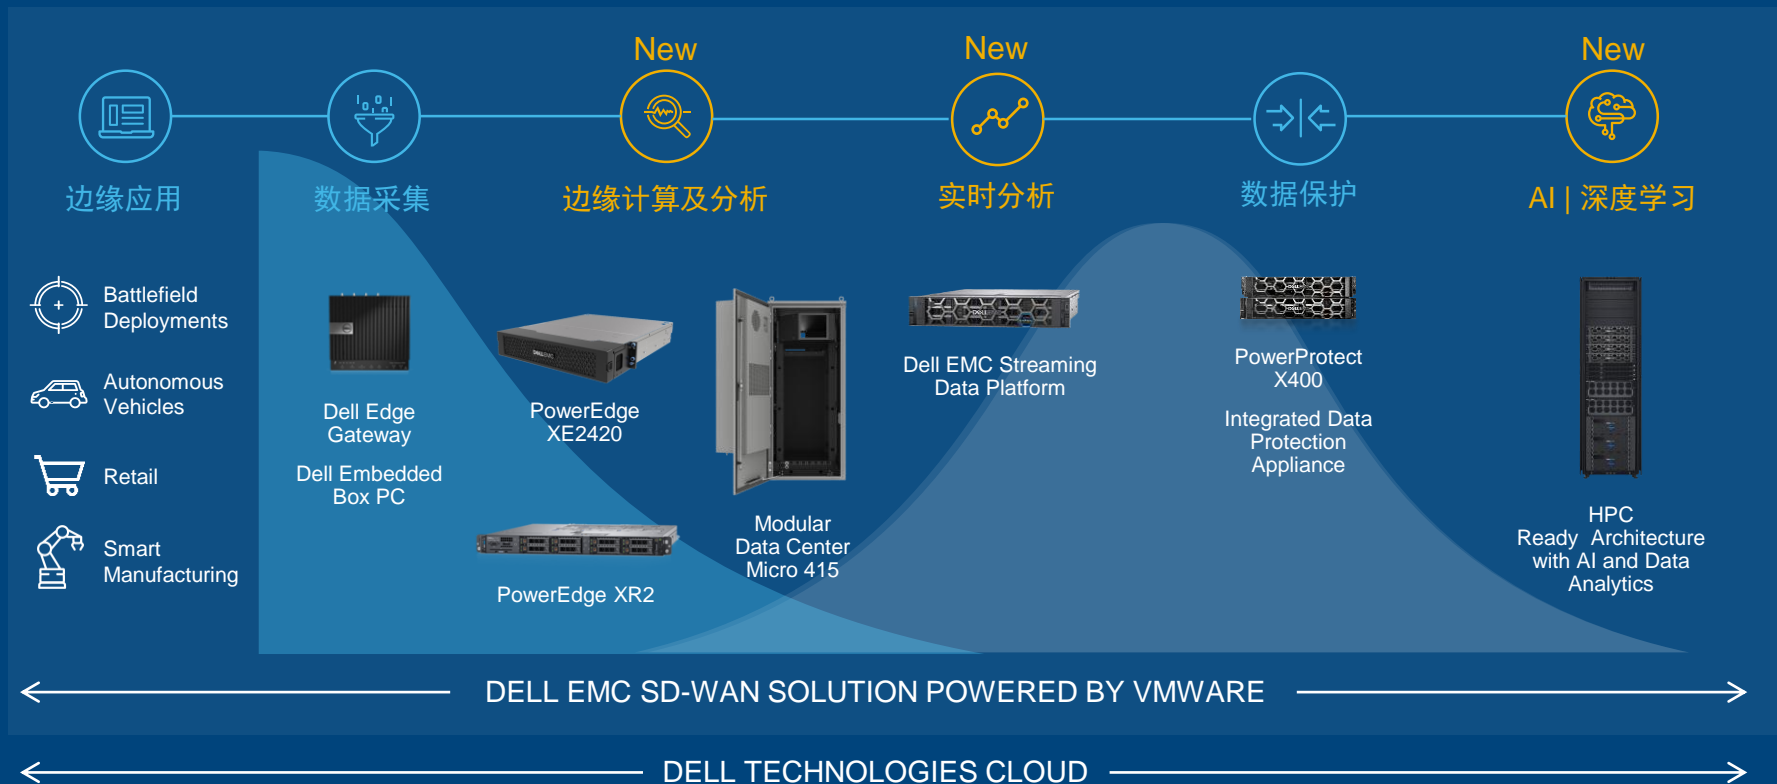 New
New
New
边缘应用
数据采集
边缘计算及分析
实时分析
数据保护
AI | 深度学习
Battlefield
Deployments
Autonomous
Vehicles
Retail
Smart
Manufacturing
Dell Edge
Gateway
Dell Embedded
Box PC
PowerEdge
XE2420
PowerEdge XR2
Modular
Data Center
Micro 415
Dell EMC Streaming
Data Platform
PowerProtect
X400
Integrated Data
Protection
Appliance
HPC
Ready Architecture
with AI and Data
Analytics
DELL EMC SD-WAN SOLUTION POWERED BY VMWARE
DELL TECHNOLOGIES CLOUD